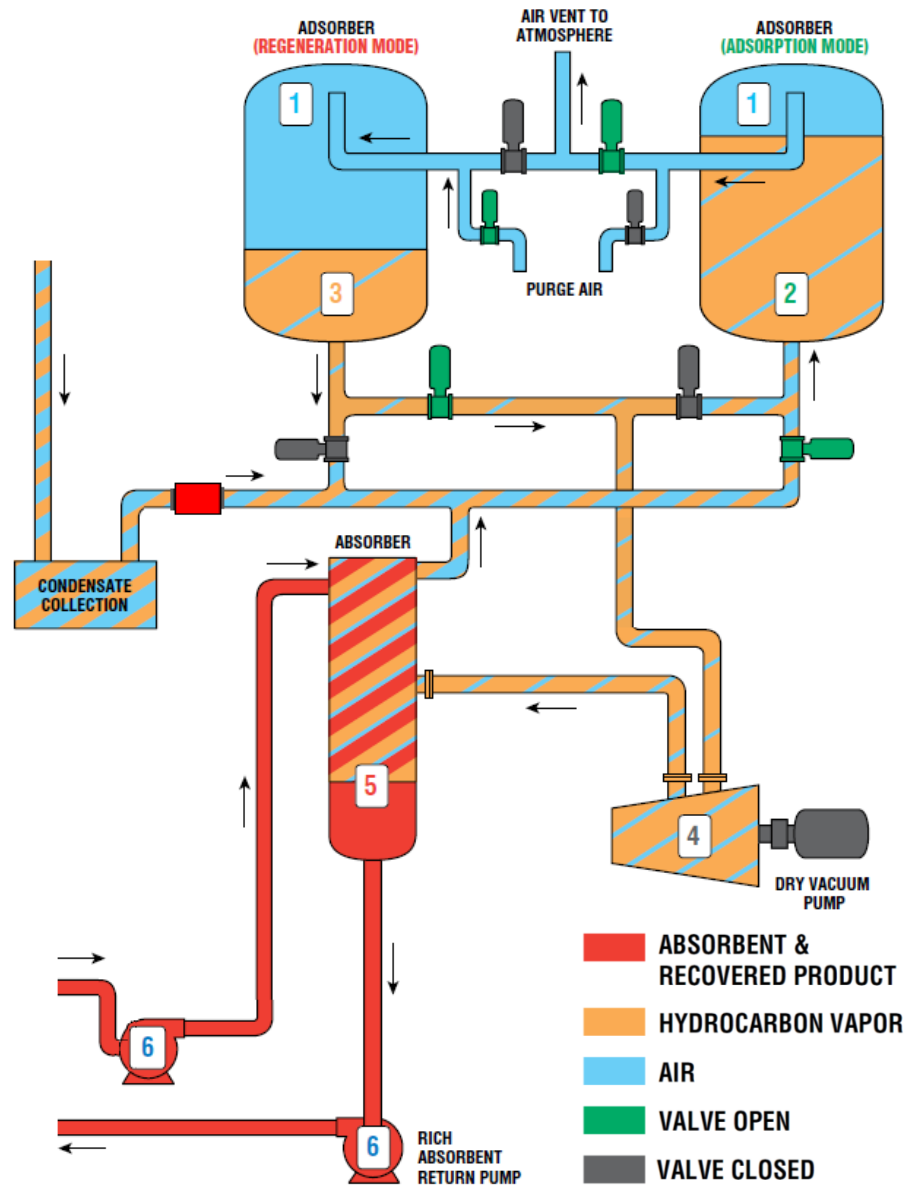 ADSORBER
(REGENERATION MODE)
AIR VENT TO
ATMOSPHERE
ADSORBER
(ADSORPTION MODE)
1
1
PURGE AIR
3
2
CONDENSATE
COLLECTION
ABSORBER
5
4
DRY VACUUM
PUMP
6
6
RICH
ABSORBENT
RETURN PUMP
ABSORBENT &
RECOVERED PRODUCT
HYDROCARBON VAPOR
AIR
VALVE OPEN
VALVE CLOSED